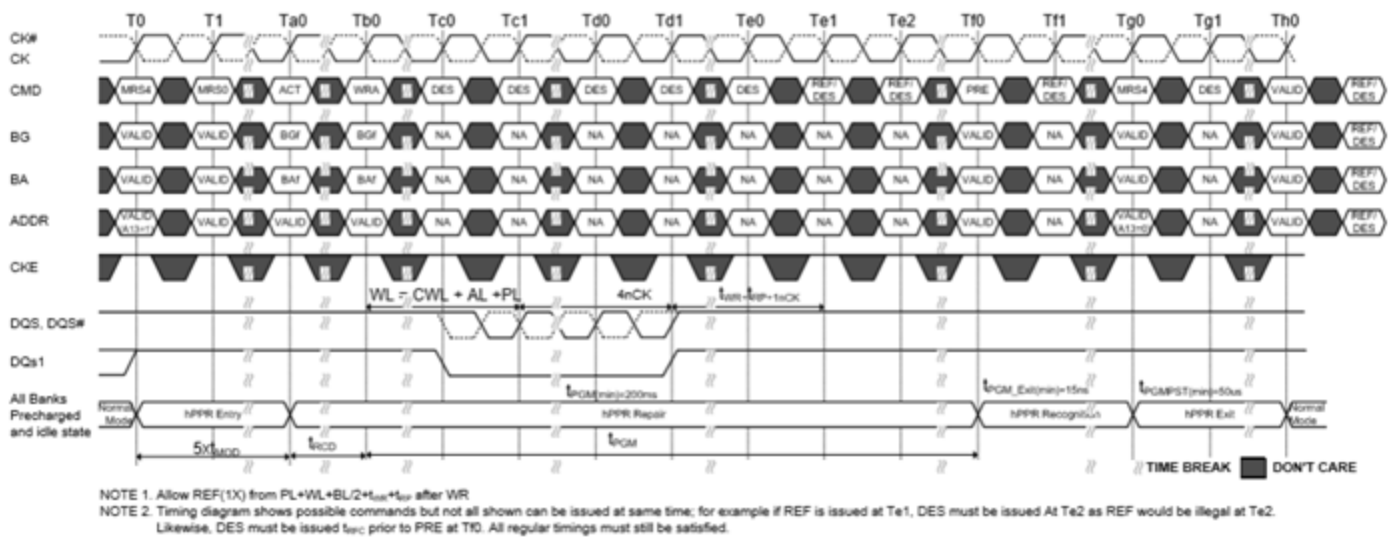 T0 T1 Ta0 Tb0 Tc0 Tc1 Td0 Td1 Te0 Te1 Te2 Tf0 Tf1 Tg0 Tg1 Th0
CK#
CK
CMD MRS4 MRS0 ACT WRA DES DES DES DES DES REF/DES REF/DES PRE REF/DES MRS4 DES VALID REF/DES
BG VALID VALID BGf BGf NA NA NA NA NA NA NA VALID NA VALID NA VALID REF/DES
BA VALID VALID BAf BAf NA NA NA NA NA NA NA VALID NA VALID NA VALID REF/DES
ADDR VALID (A13=1) VALID VALID VALID NA NA NA NA NA NA NA VALID NA VALID (A13=0) NA VALID REF/DES
CKE
WL = CWL + AL +PL 4nCK tWR+tRP+1nCK
DQS, DQS#
DQs1
tPGM(min)=200ms tPGM_Exit(min)=15ns tPGMPST(min)=50us
All Banks
Precharged
and idle state
Normal Mode hPPR Entry hPPR Repair hPPR Recognition hPPR Exit Normal Mode
5xtMOD tRCD tPGM
TIME BREAK DON'T CARE
NOTE 1. Allow REF(1X) from PL+WL+BL/2+tWR+tRP after WR
NOTE 2. Timing diagram shows possible commands but not all shown can be issued at same time; for example if REF is issued at Te1, DES must be issued At Te2 as REF would be illegal at Te2.
Likewise, DES must be issued tRFC prior to PRE at Tf0. All regular timings must still be satisfied.